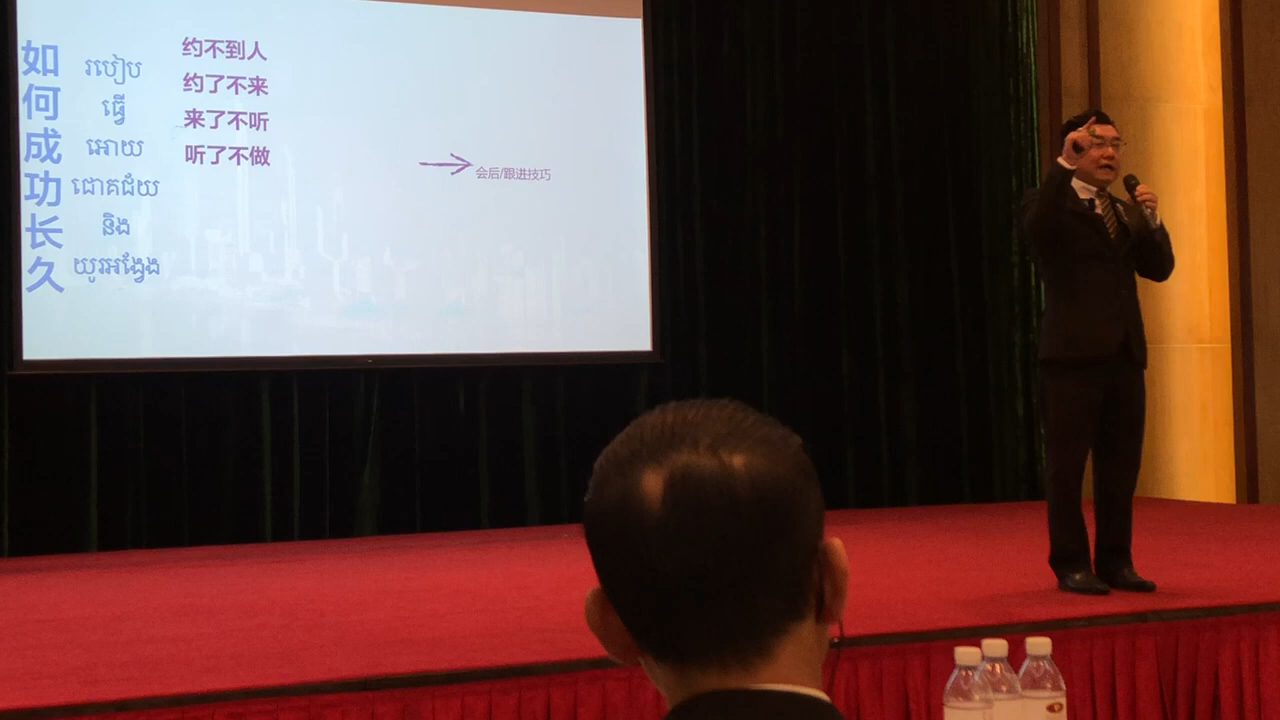 如何成功长久
របៀប
ធ្វើ
អោយ
ជោគជ័យ
និង
យូរអង្វែង
约不到人
约了不来
来了不听
听了不做
会后/跟进技巧